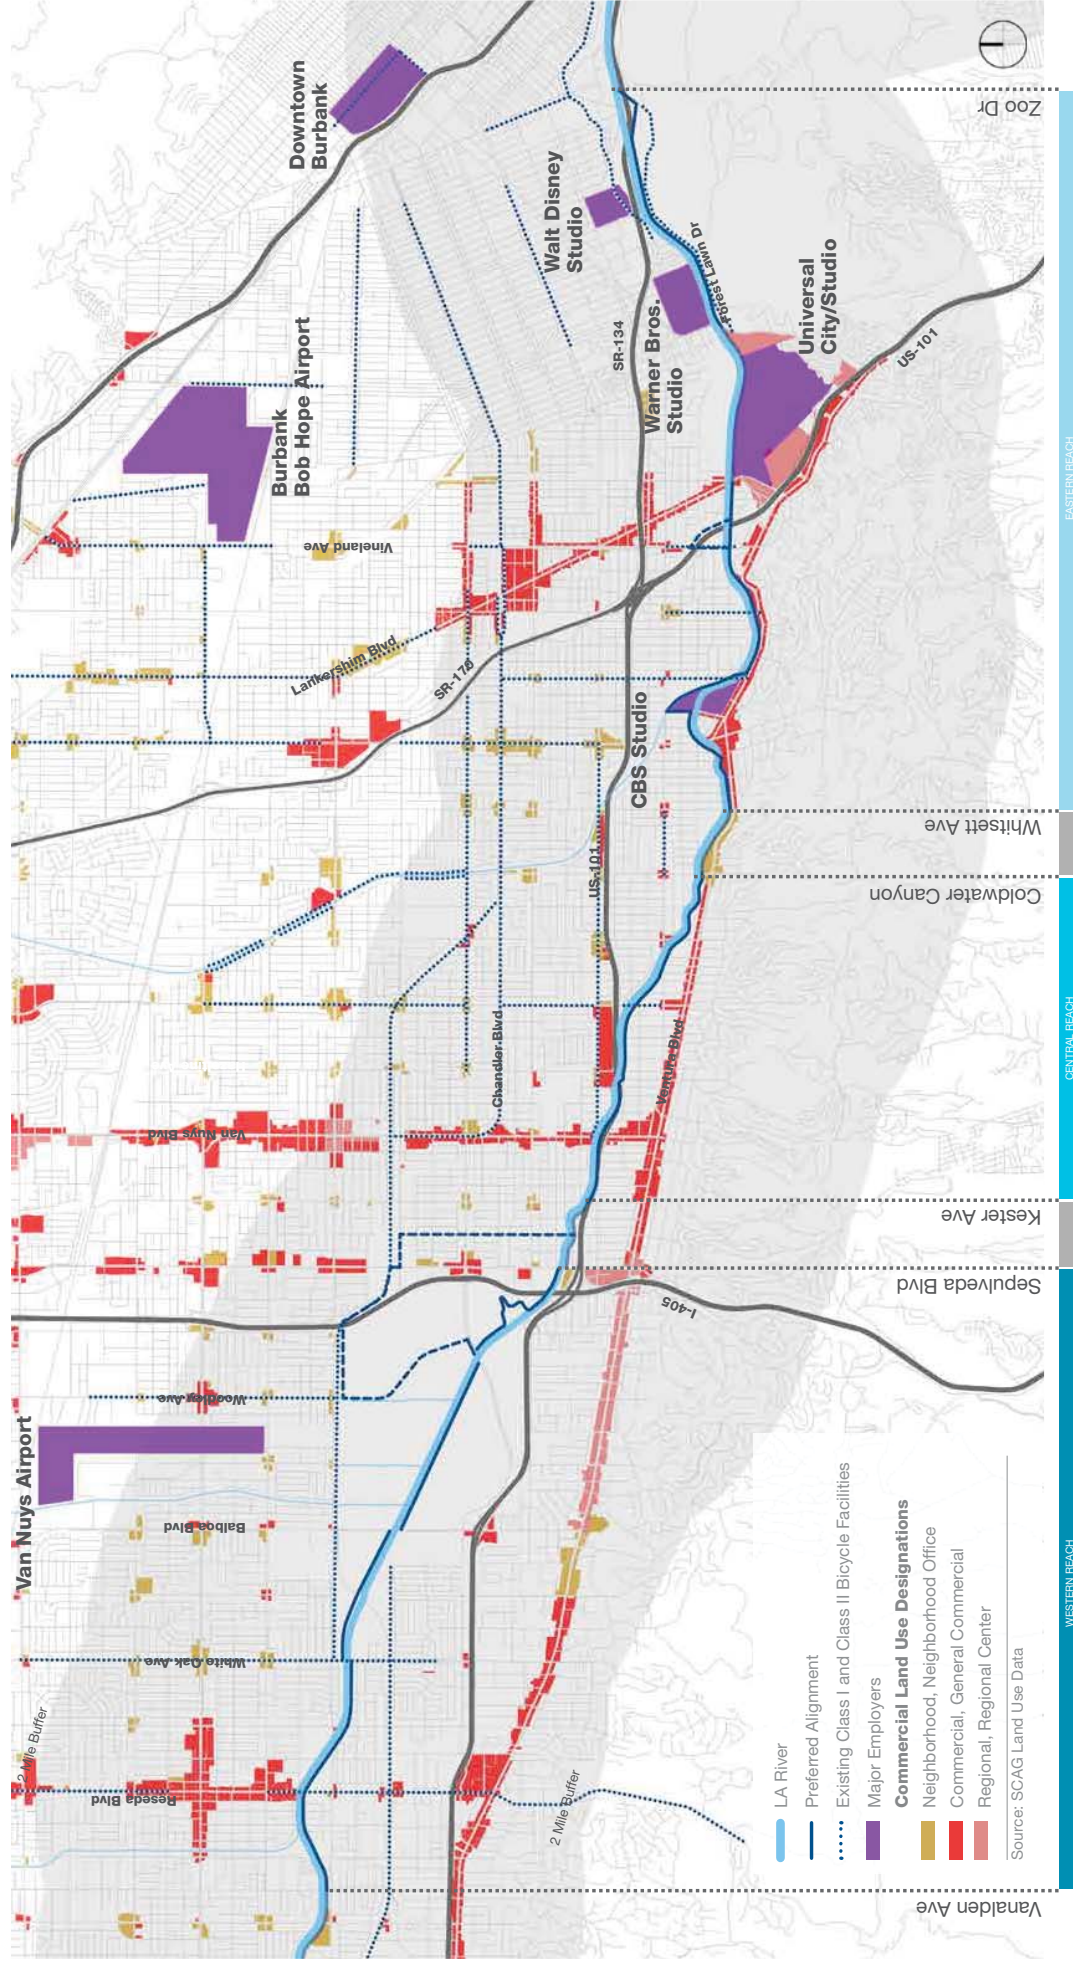 Downtown
Burbank
Zoo Dr
Walt Disney
Studio
Forest Lawn Dr
Universal
City/Studio
SR-134
Warner Bros.
Studio
US-101
Burbank
Bob Hope Airport
Vineland Ave
Lankershim Blvd
SR-170
CBS Studio
Whitsett Ave
US-101
Coldwater Canyon
Chandler Blvd
Ventura Blvd
Van Nuys Blvd
Kester Ave
Sepulveda Blvd
I-405
Woodley Ave
Van Nuys Airport
Balboa Blvd
White Oak Ave
2 Mile Buffer
Reseda Blvd
2 Mile Buffer
Vanalden Ave
EASTERN REACH
CENTRAL REACH
WESTERN REACH
LA River
Preferred Alignment
Existing Class I and Class II Bicycle Facilities
Major Employers
Commercial Land Use Designations
Neighborhood, Neighborhood Office
Commercial, General Commercial
Regional, Regional Center
Source: SCAG Land Use Data